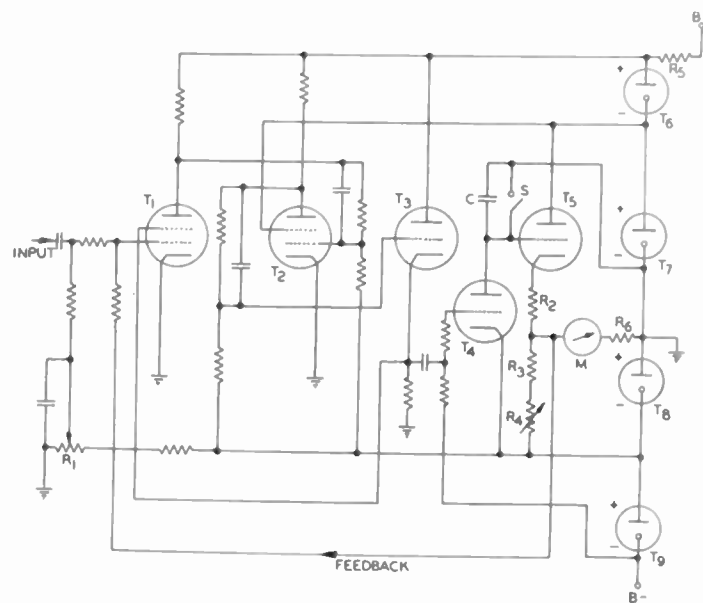 B
R5
+
-
T6
T1
T3
C
S
T5
INPUT
T2
-
T7
R2
T4
R6
M
R3
+
-
T8
R4
R1
+
-
T9
FEEDBACK
B-